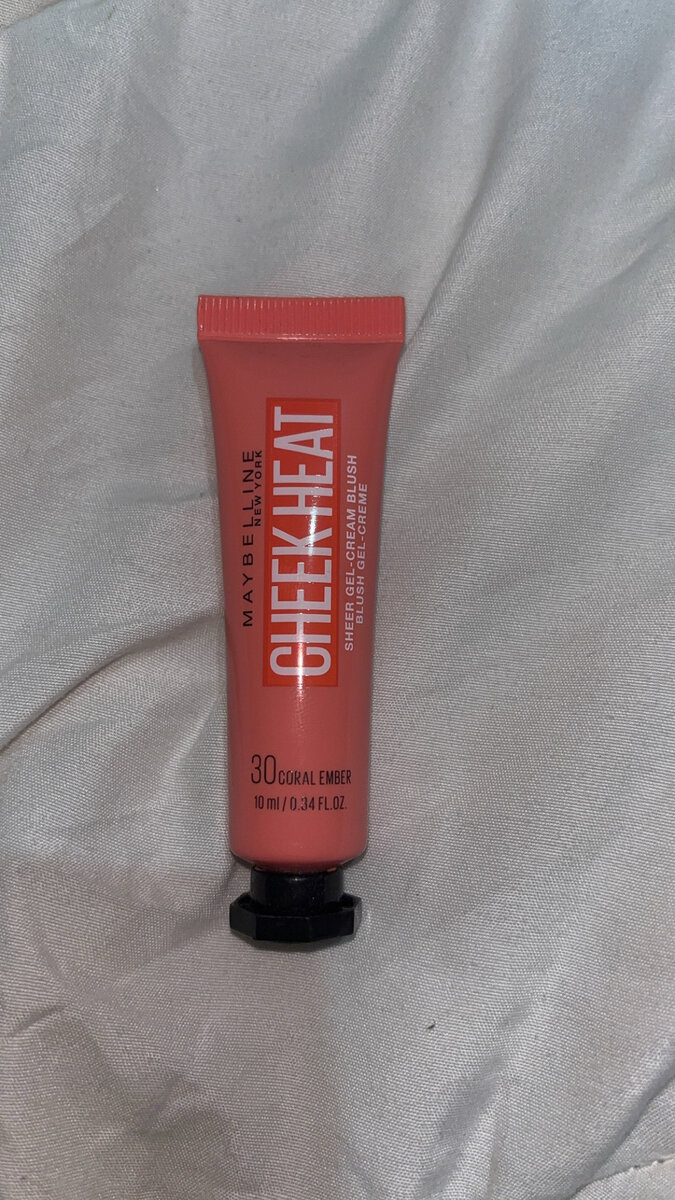 MAYBELLINE
NEW YORK
CHEEK HEAT
SHEER GEL-CREAM BLUSH
BLUSH GEL-CREME
30 CORAL EMBER
10 ml / 0.34 FL.OZ.